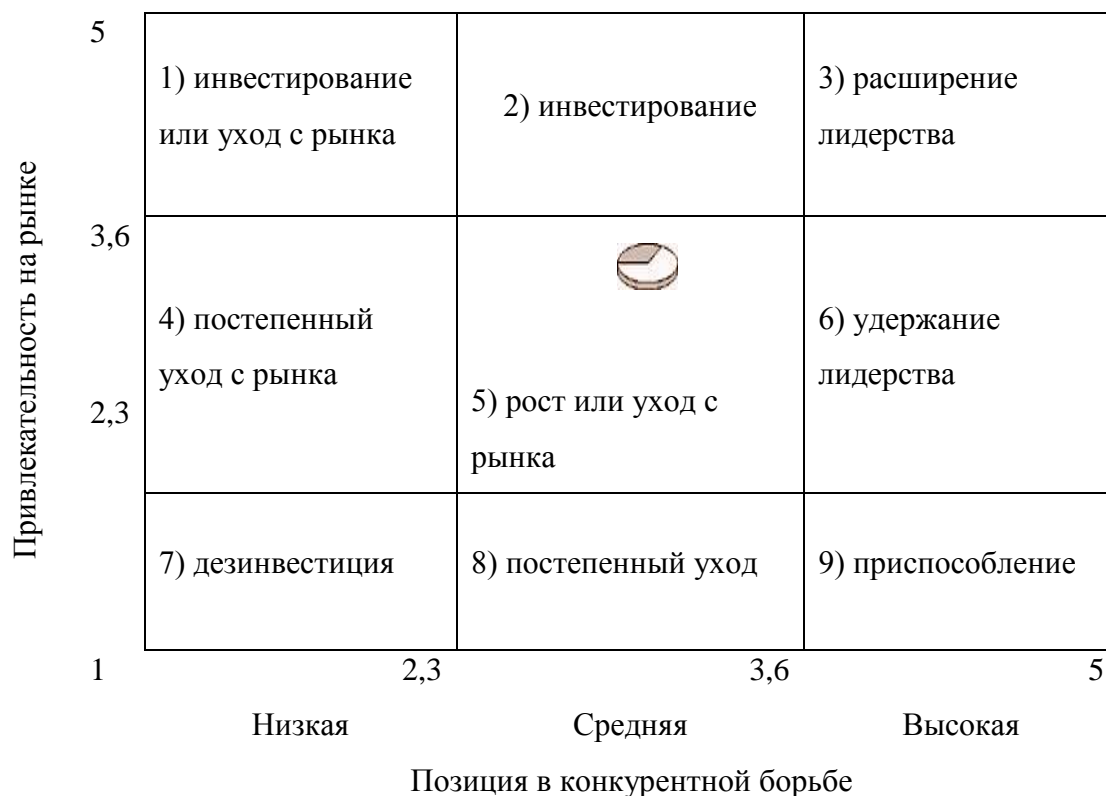 Привлекательность на рынке
5
1) инвестирование
или уход с рынка
2) инвестирование
3) расширение
лидерства
3,6
4) постепенный
уход с рынка
5) рост или уход с
рынка
6) удержание
лидерства
2,3
7) дезинвестиция
8) постепенный уход
9) приспособление
1
2,3
3,6
5
Низкая
Средняя
Высокая
Позиция в конкурентной борьбе